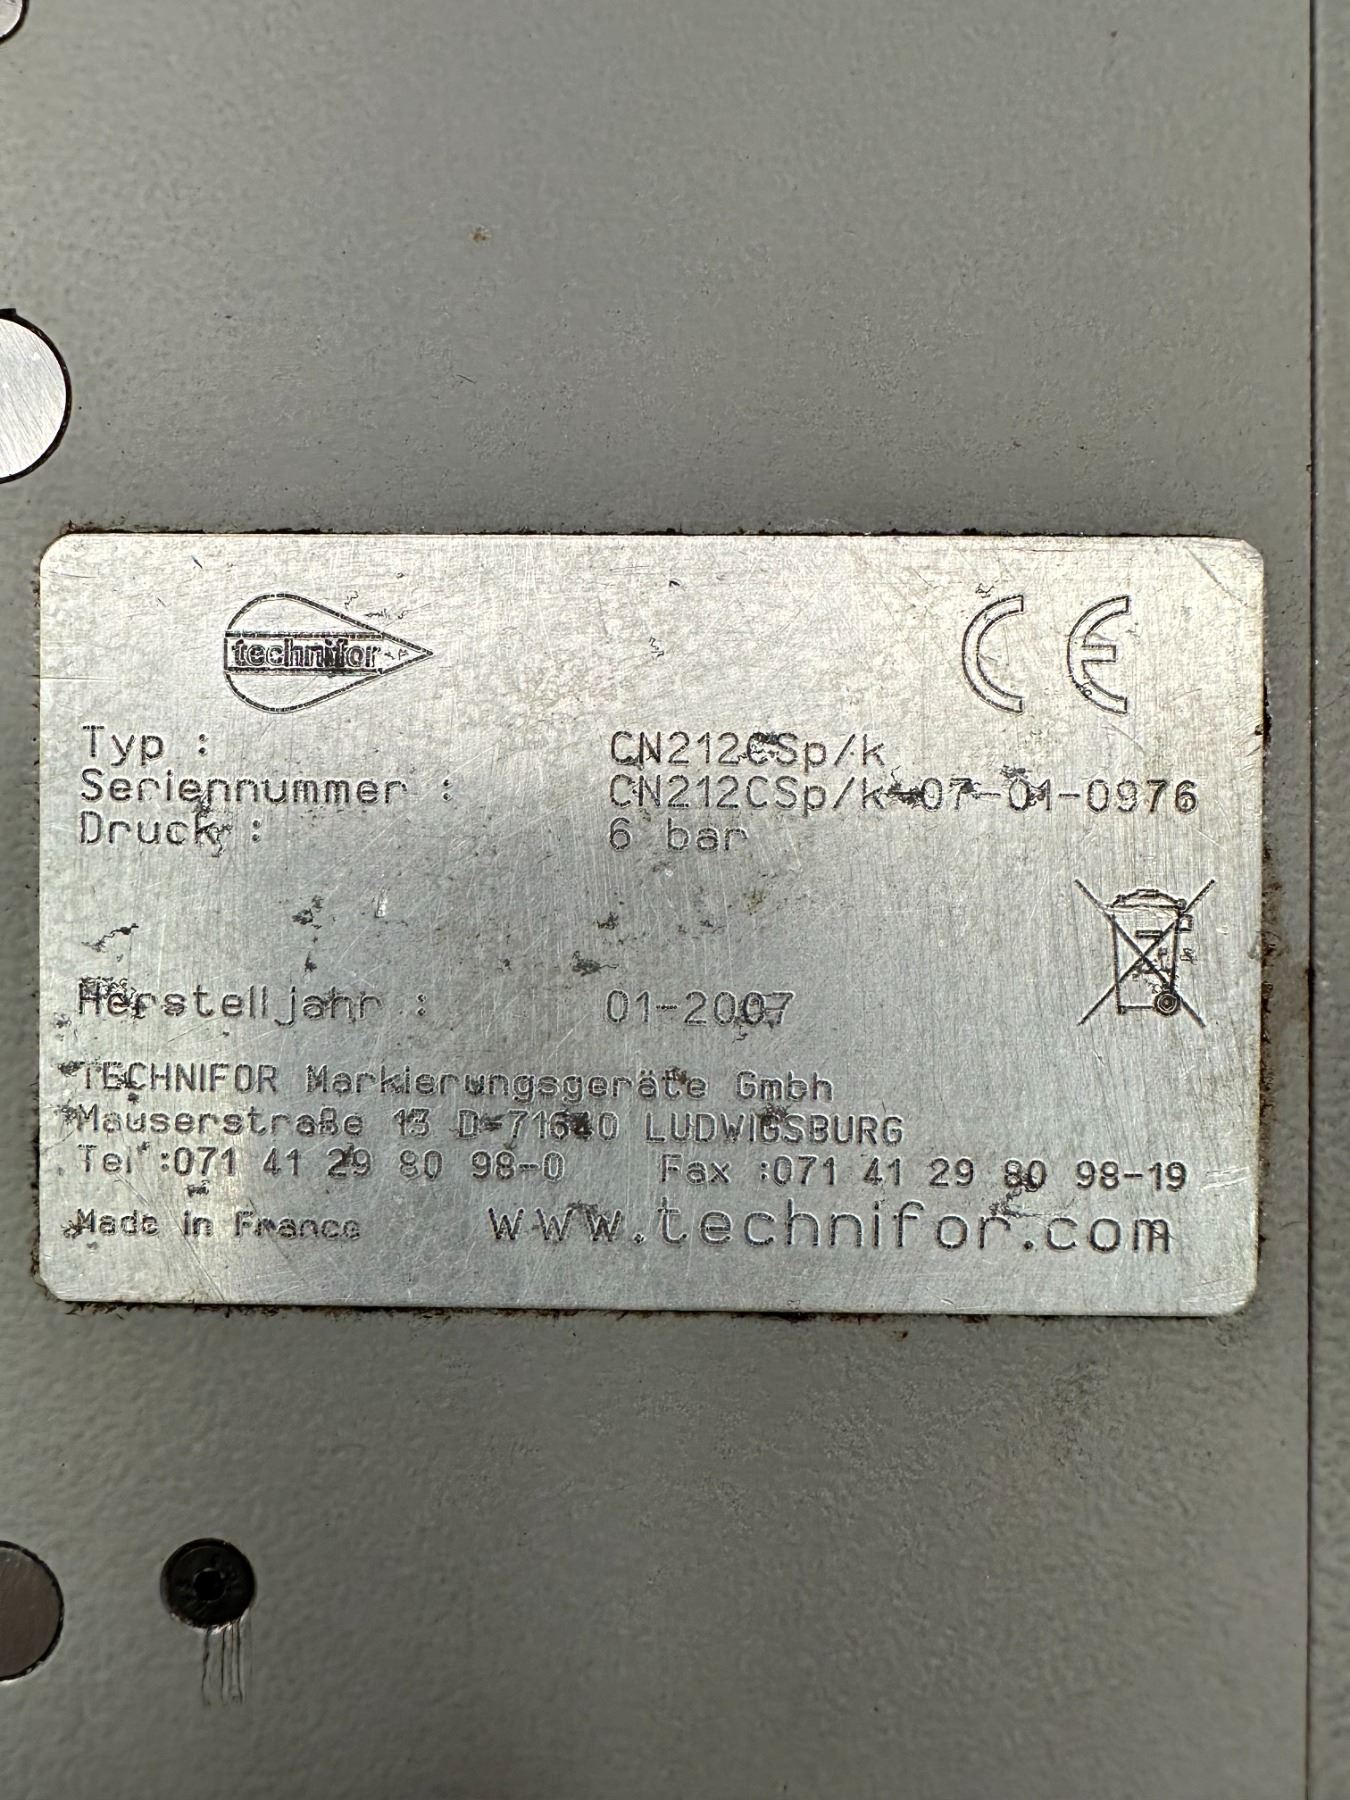 technifor
CE
Typ : CN212CSp/k
Seriennummer : CN212CSp/k-07-01-0976
Druck : 6 bar
Herstelljahr : 01-2007
TECHNIFOR Markierungsgeräte Gmbh
Mauserstraße 13 D-71640 LUDWIGSBURG
Tel :071 41 29 80 98-0 Fax :071 41 29 80 98-19
Made in France www.technifor.com